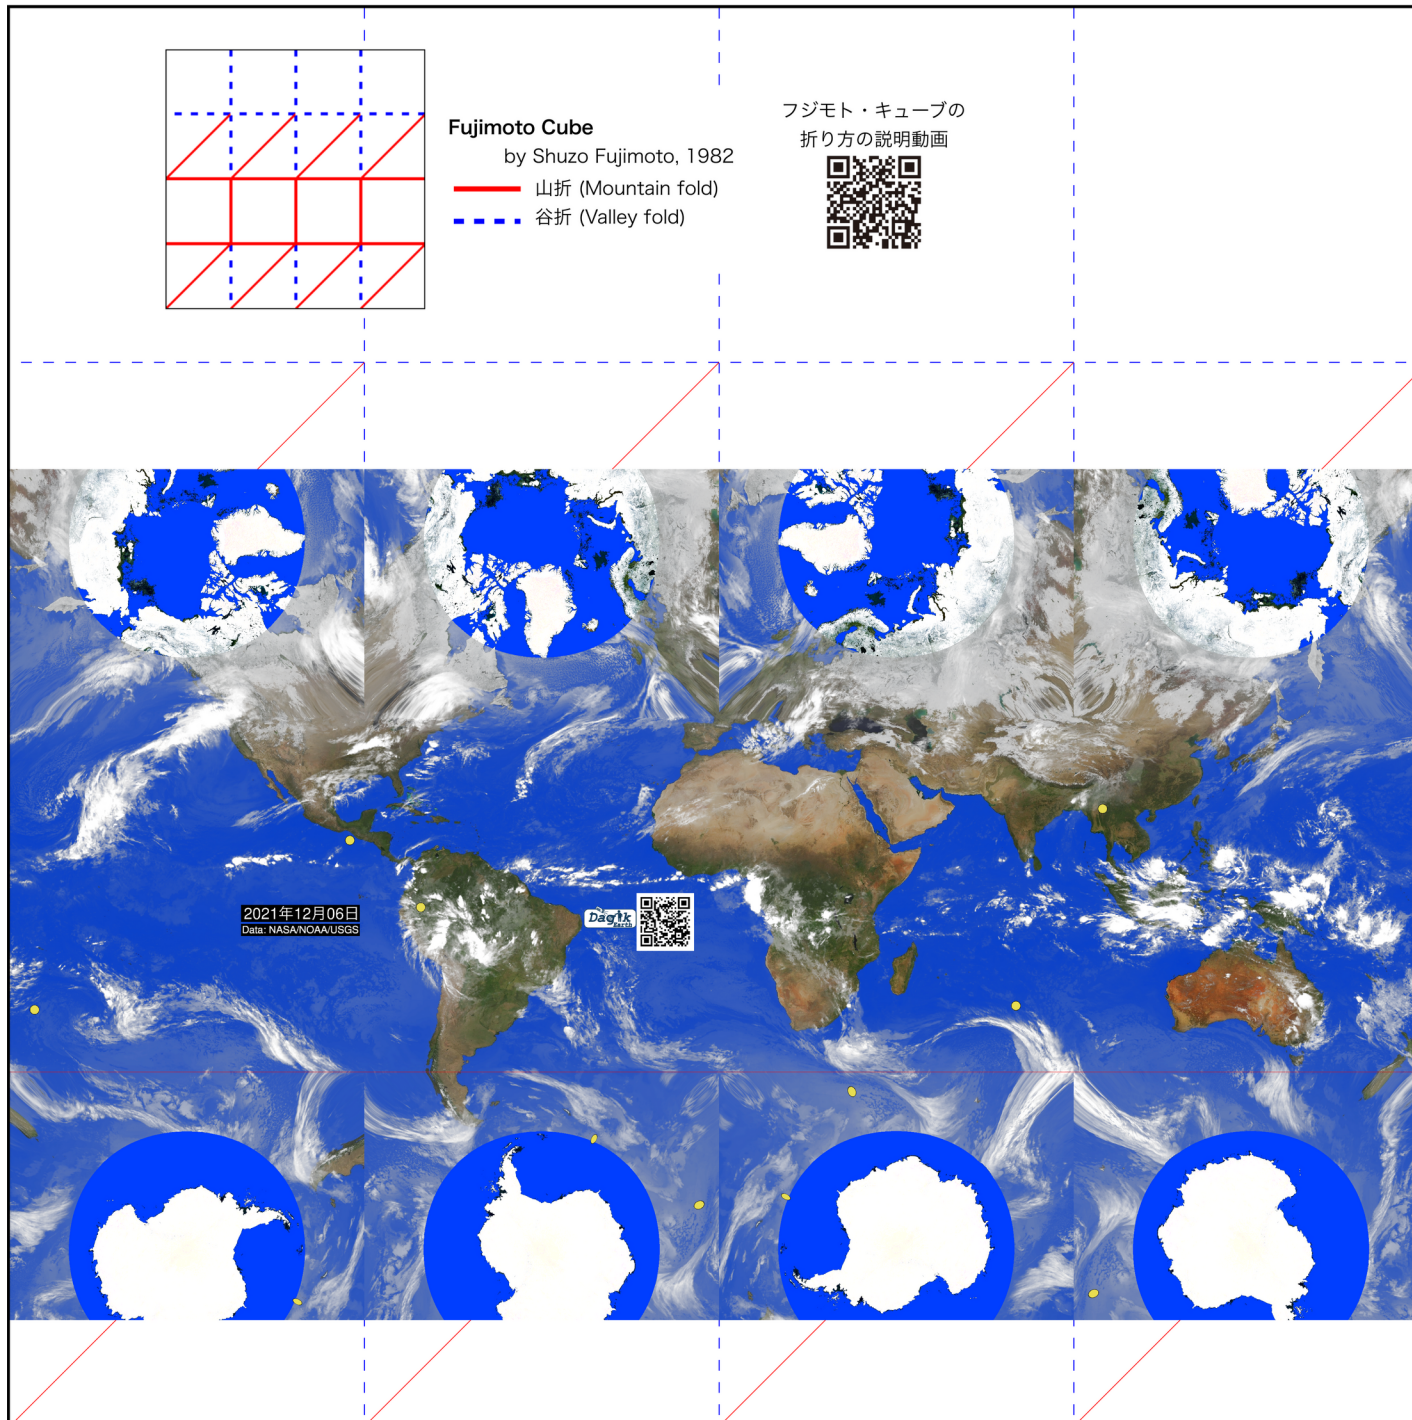 Fujimoto Cube
by Shuzo Fujimoto, 1982
山折 (Mountain fold)
谷折 (Valley fold)
フジモト・キューブの
折り方の説明動画
2021年12月06日
Data: NASA/NOAA/USGS
Dagik
Earth